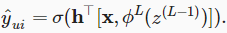 ŷ_{ui} = σ(𝐡^⊤[𝐱, ϕ^L(z^{(L−1)})]).